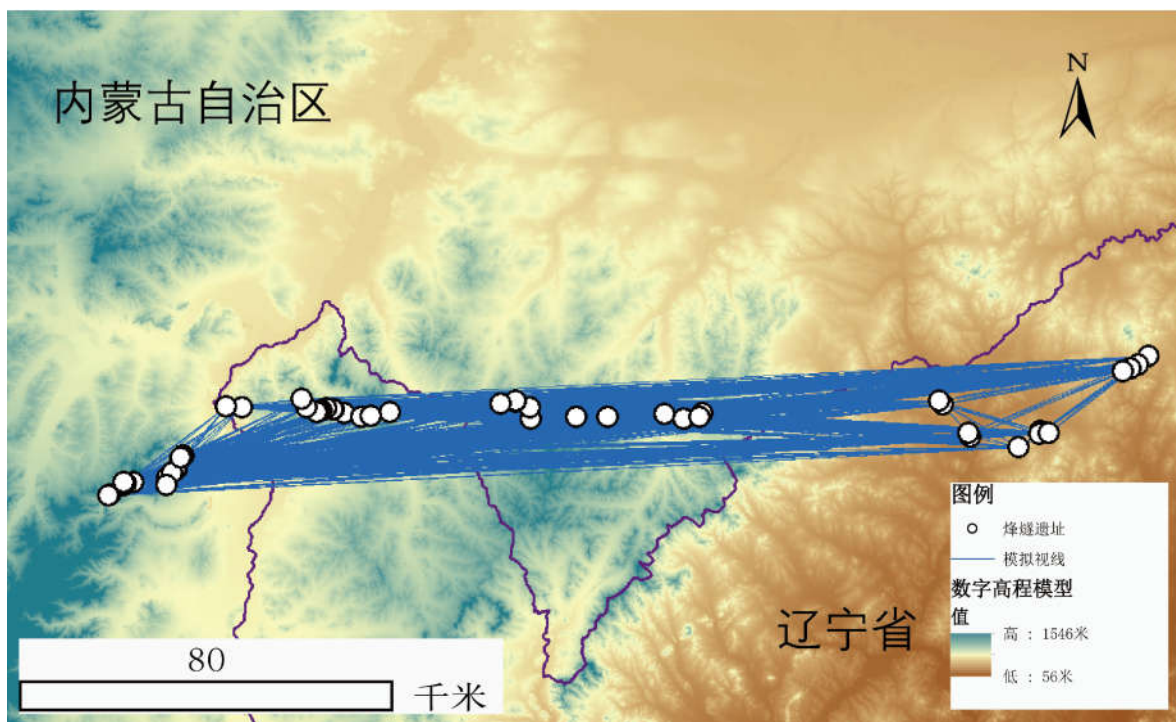 内蒙古自治区
N
图例
烽燧遗址
模拟视线
数字高程模型
值
高：1546米
低：56米
辽宁省
80
千米